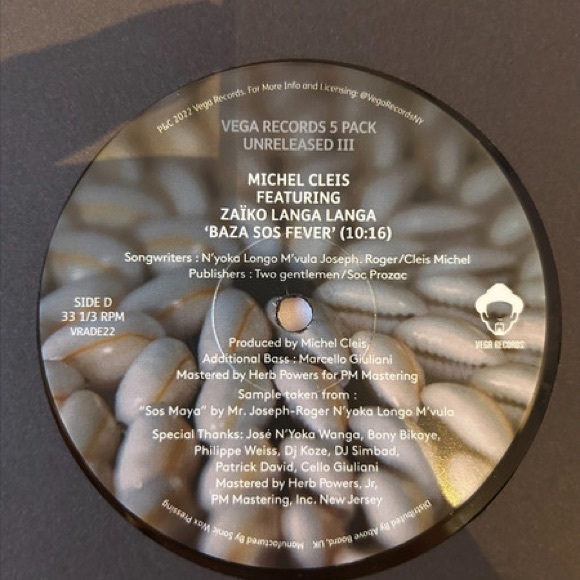 P&C 2022 Vega Records. For More Info and Licensing: @VegaRecordsNY
VEGA RECORDS 5 PACK
UNRELEASED III
MICHEL CLEIS
FEATURING
ZAÏKO LANGA LANGA
‘BAZA SOS FEVER’ (10:16)
Songwriters : N'yoka Longo M'vula Joseph. Roger/Cleis Michel
Publishers : Two gentlemen/Soc Prozac
SIDE D
33 1/3 RPM
VRADE22
VEGA RECORDS
Produced by Michel Cleis,
Additional Bass : Marcello Giuliani
Mastered by Herb Powers for PM Mastering
Sample taken from :
“Sos Maya” by Mr. Joseph-Roger N'yoka Longo M'vula
Special Thanks: José N'Yoka Wanga, Bony Bikaye,
Philippe Weiss, Dj Koze, DJ Simbad,
Patrick David, Cello Giuliani
Mastered by Herb Powers, Jr,
PM Mastering, Inc. New Jersey
Distributed By Above Board, UK  Manufactured By Sonic Wax Pressing